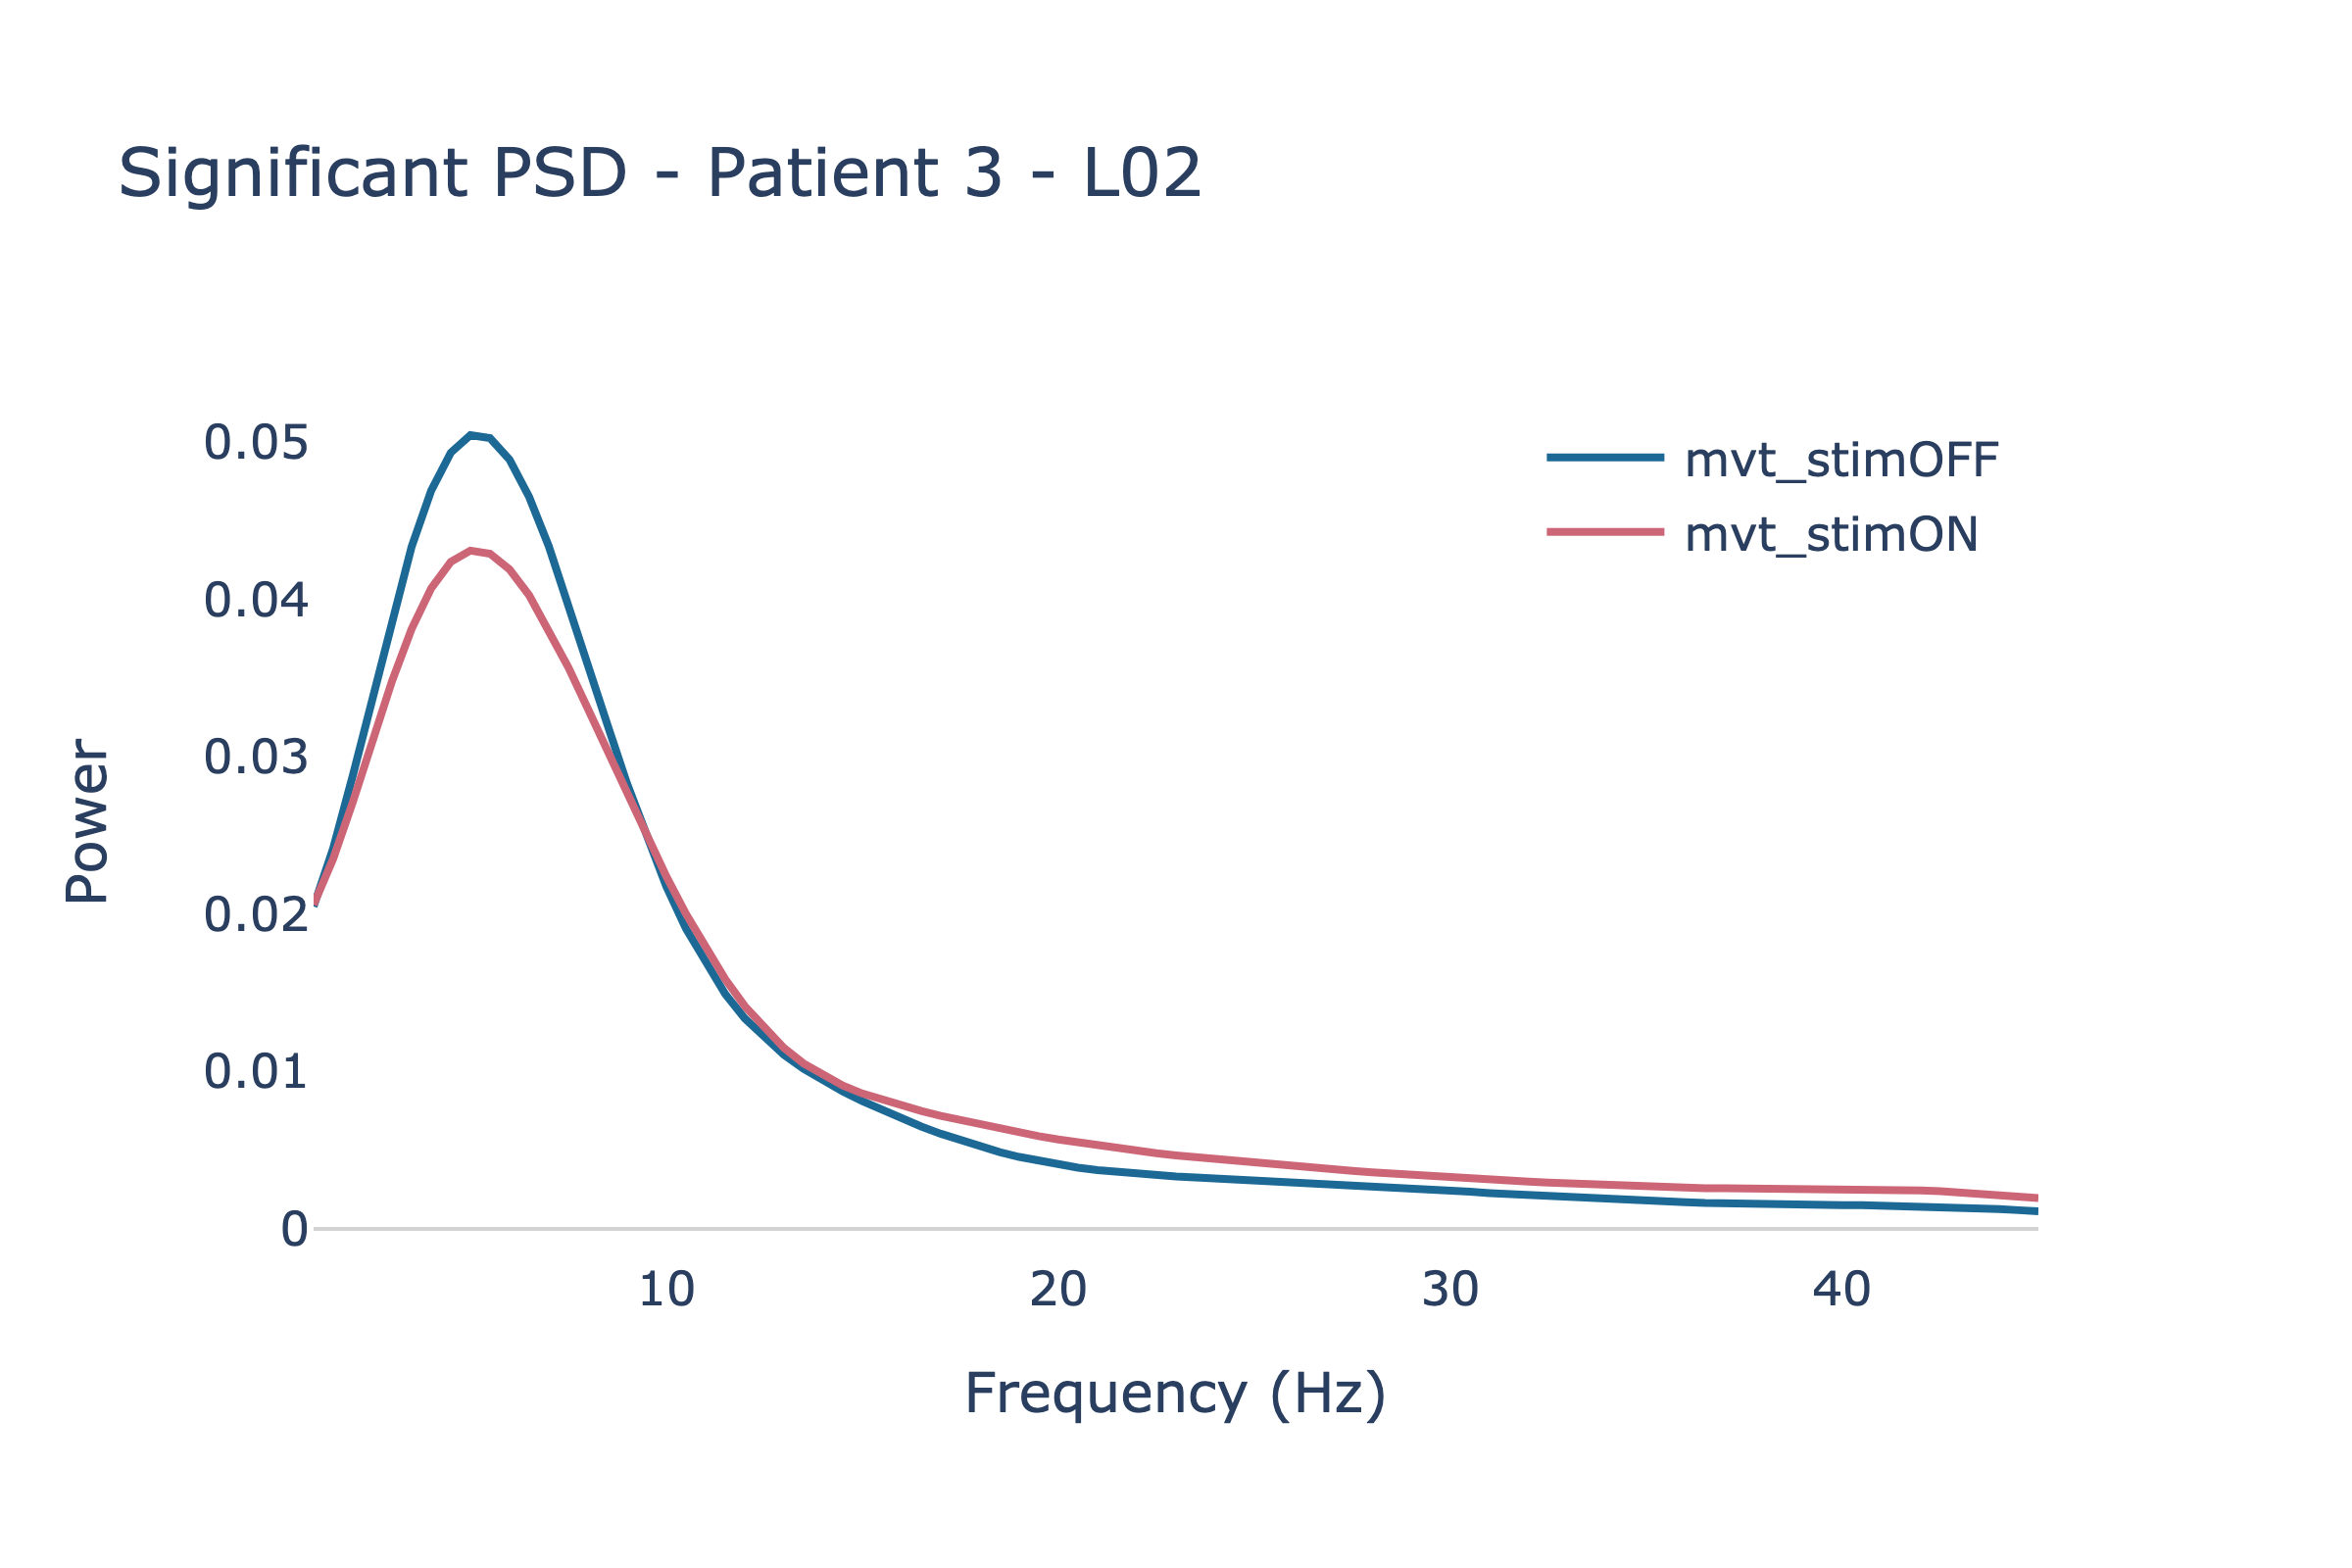 Significant PSD - Patient 3 - L02
mvt_stimOFF
mvt_stimON
Power
0.05
0.04
0.03
0.02
0.01
0
10
20
30
40
Frequency (Hz)